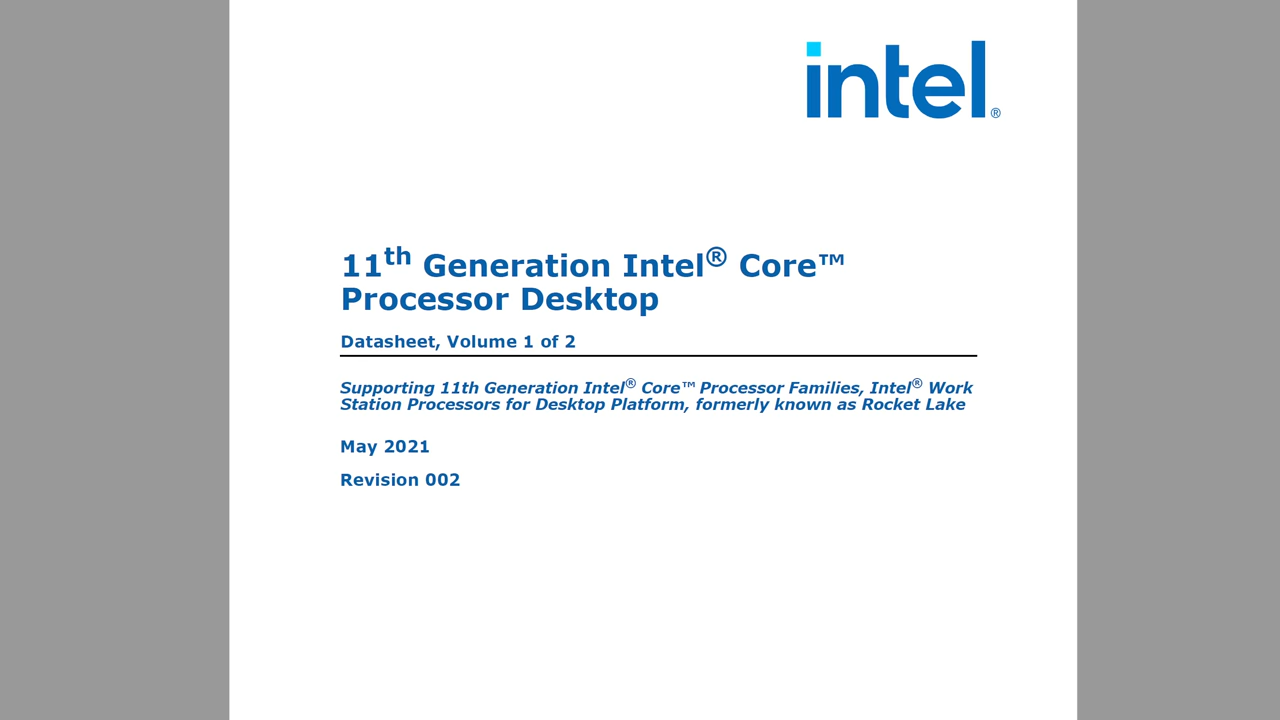 intel®
11th Generation Intel® Core™
Processor Desktop
Datasheet, Volume 1 of 2
Supporting 11th Generation Intel® Core™ Processor Families, Intel® Work
Station Processors for Desktop Platform, formerly known as Rocket Lake
May 2021
Revision 002